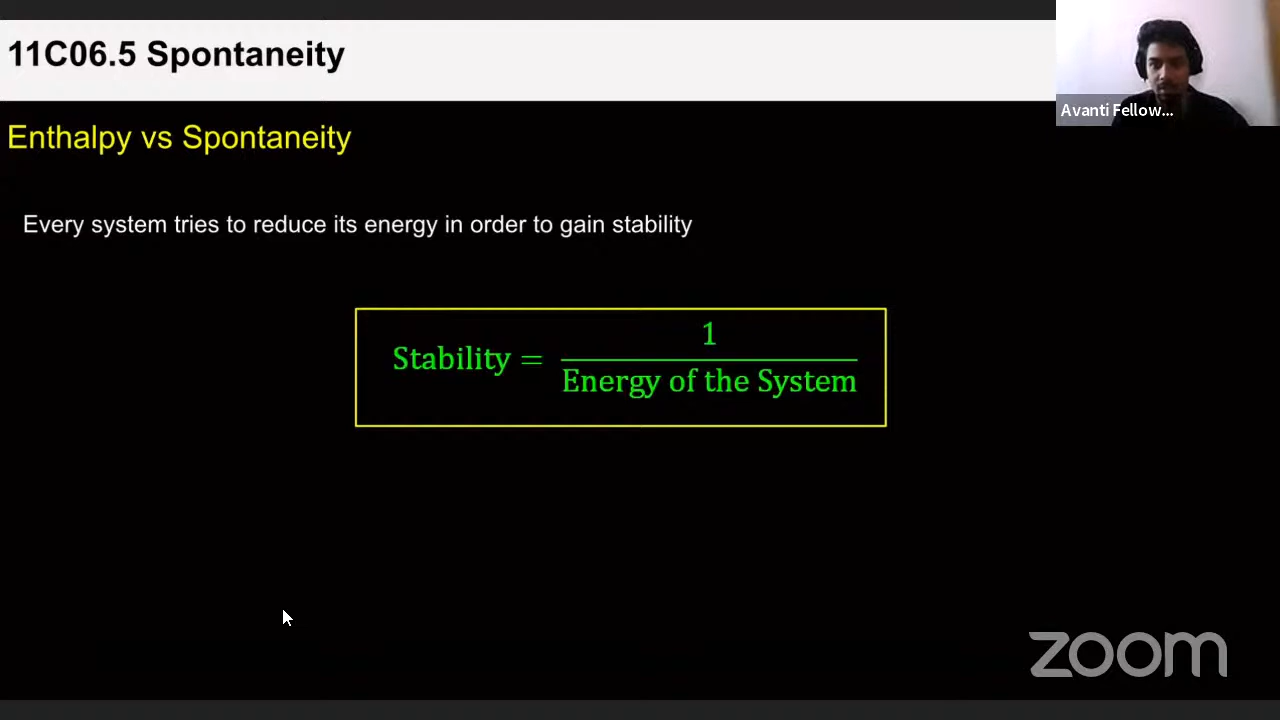 11C06.5 Spontaneity
Avanti Fellow...
Enthalpy vs Spontaneity
Every system tries to reduce its energy in order to gain stability
Stability = 1
Energy of the System
zoom